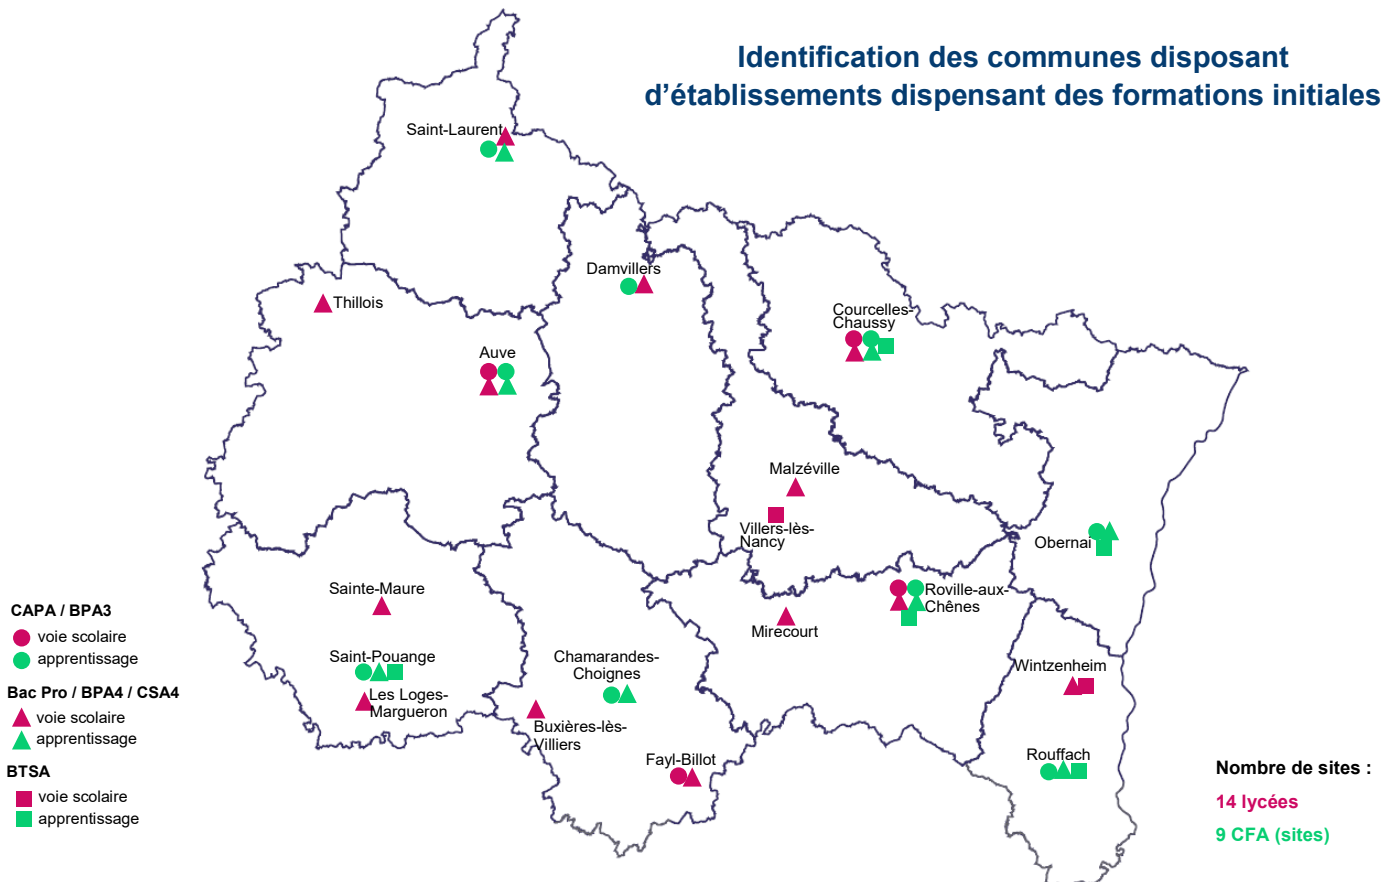 Identification des communes disposant
d’établissements dispensant des formations initiales
Saint-Laurent
Damvillers
Thillois
Courcelles-
Chaussy
Auve
Malzéville
Villers-lès-
Nancy
Obernai
Sainte-Maure
Roville-aux-
Chênes
Mirecourt
Saint-Pouange
Chamarandes-
Choignes
Wintzenheim
Les Loges-
Margueron
Buxières-lès-
Villiers
Fayl-Billot
Rouffach
CAPA / BPA3
voie scolaire
apprentissage
Bac Pro / BPA4 / CSA4
voie scolaire
apprentissage
BTSA
voie scolaire
apprentissage
Nombre de sites :
14 lycées
9 CFA (sites)